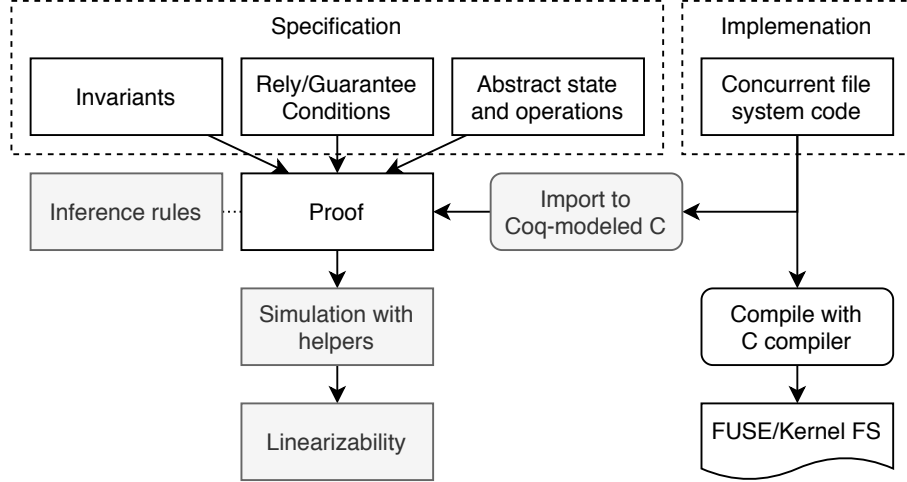 Specification
Implemenation
Invariants
Rely/Guarantee
Conditions
Abstract state
and operations
Concurrent file
system code
Inference rules
Proof
Import to
Coq-modeled C
Simulation with
helpers
Compile with
C compiler
Linearizability
FUSE/Kernel FS